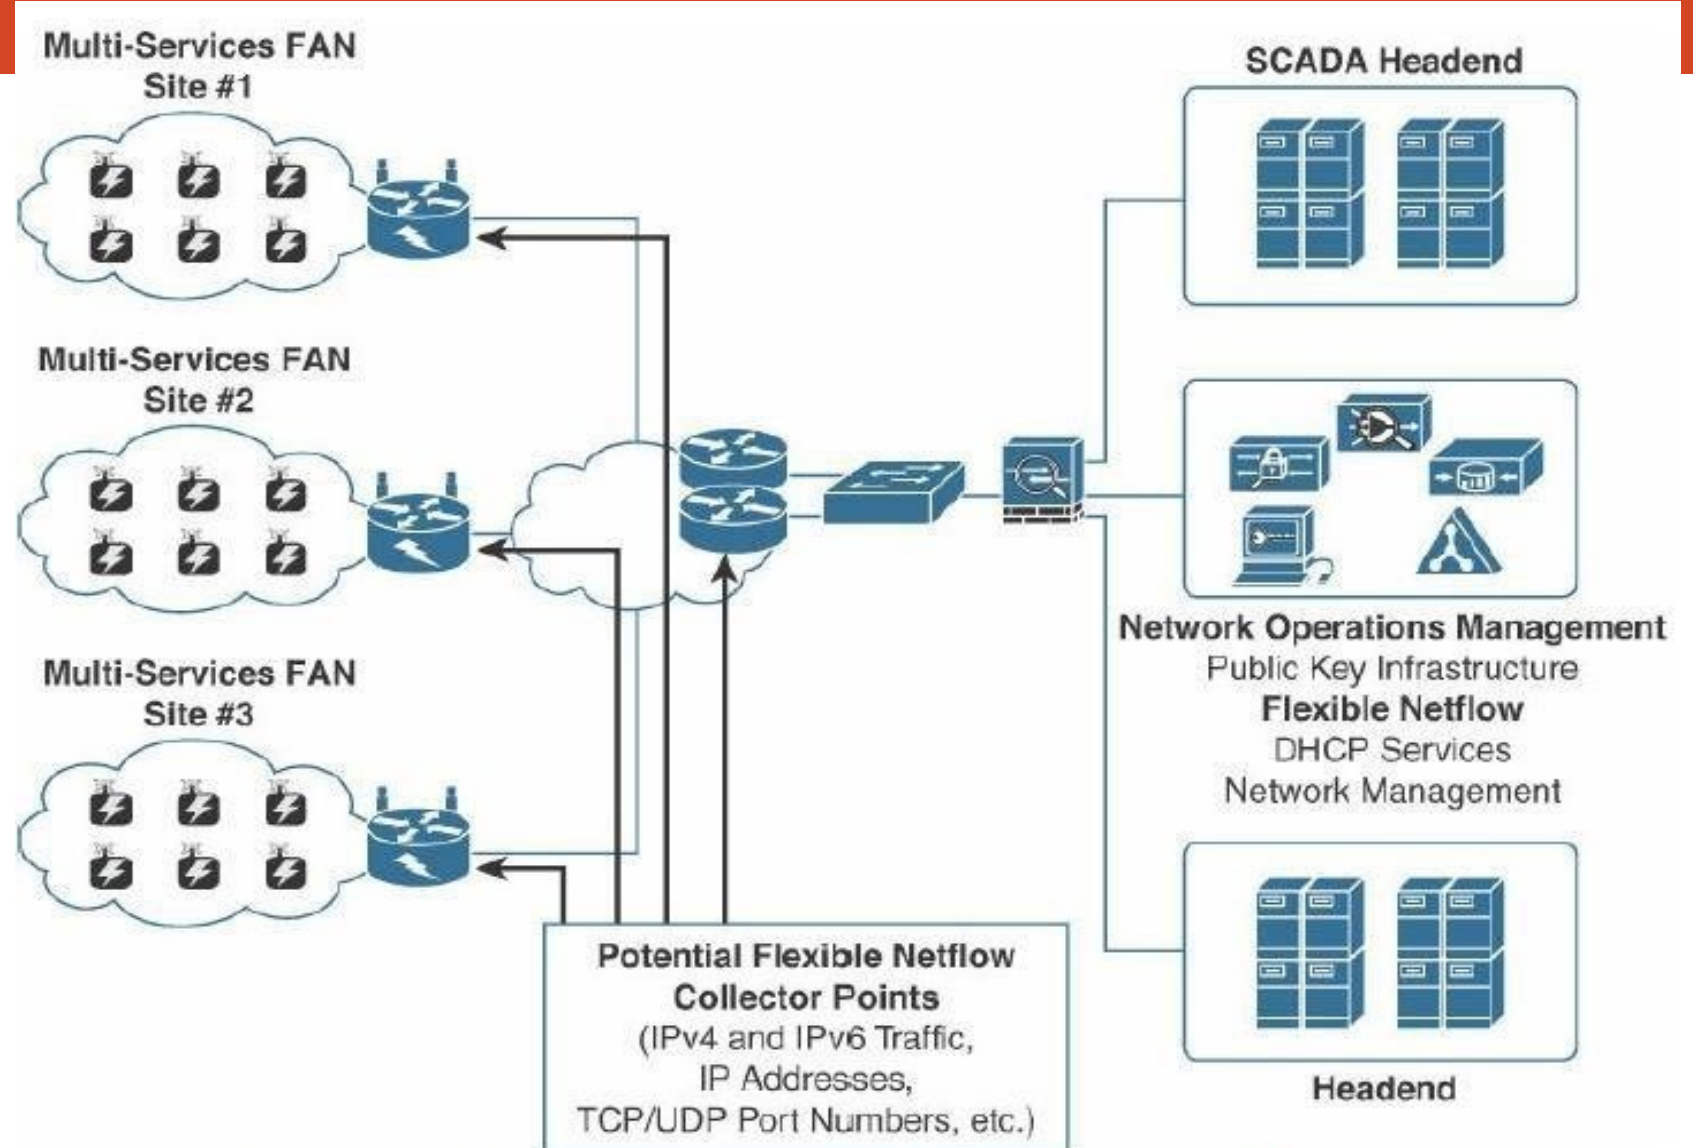 Multi-Services FAN
Site #1
SCADA Headend
Multi-Services FAN
Site #2
Network Operations Management
Public Key Infrastructure
Flexible Netflow
DHCP Services
Network Management
Multi-Services FAN
Site #3
Potential Flexible Netflow
Collector Points
(IPv4 and IPv6 Traffic,
IP Addresses,
TCP/UDP Port Numbers, etc.)
Headend